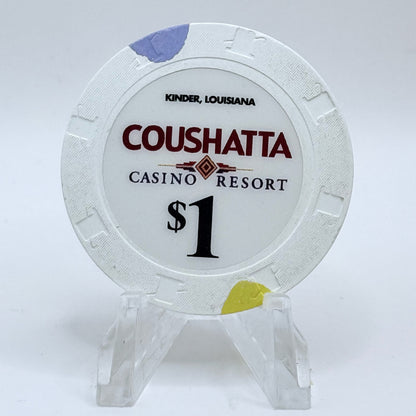 KINDER, LOUISIANA
COUSHATTA
CASINO RESORT
$1